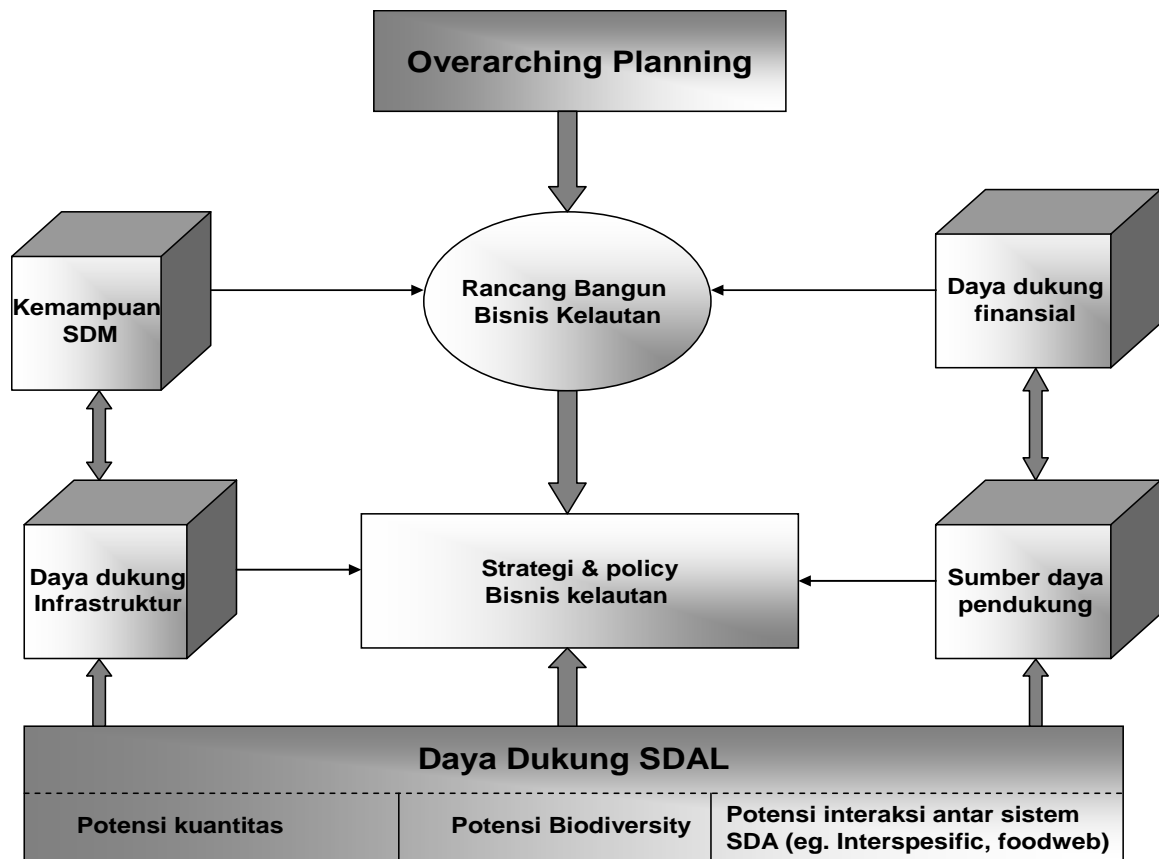 Overarching Planning
Kemampuan
SDM
Rancang Bangun
Bisnis Kelautan
Daya dukung
finansial
Daya dukung
Infrastruktur
Strategi & policy
Bisnis kelautan
Sumber daya
pendukung
Daya Dukung SDAL
Potensi kuantitas
Potensi Biodiversity
Potensi interaksi antar sistem
SDA (eg. Interspesific, foodweb)